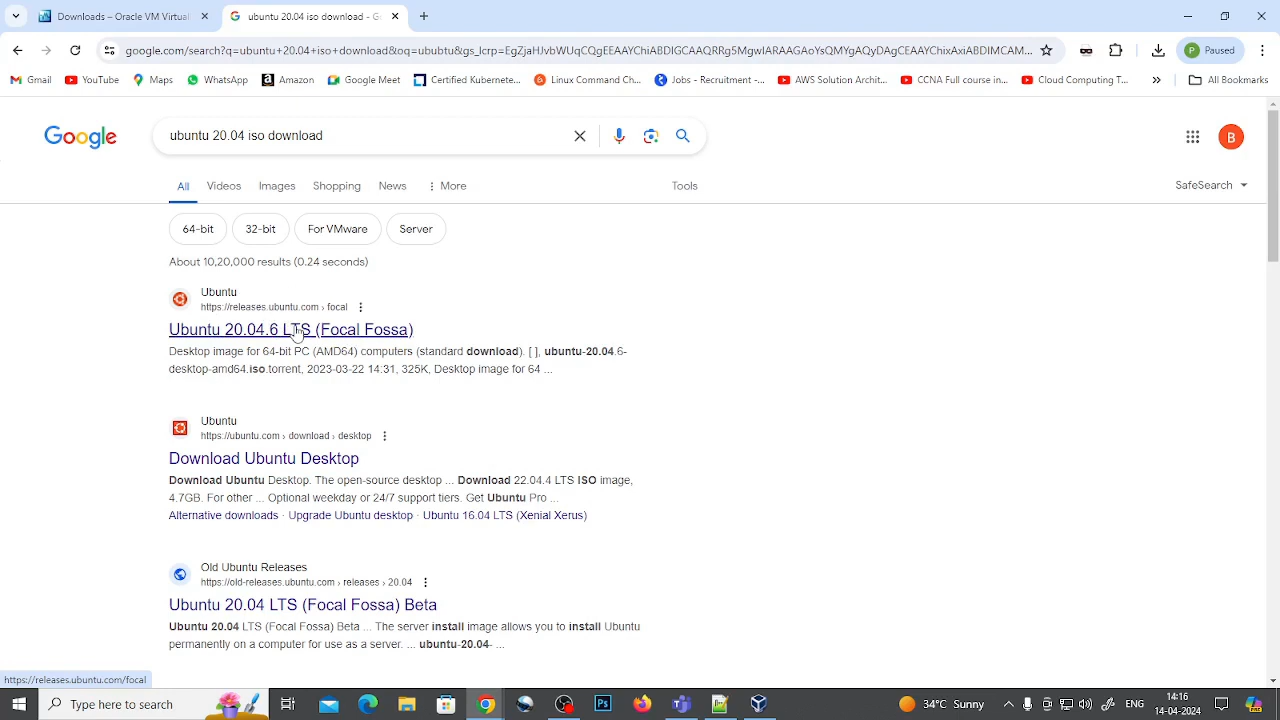 Downloads – Oracle VM Virtual
ubuntu 20.04 iso download - G
google.com/search?q=ubuntu+20.04+iso+download&oq=ububtu&gs_lcrp=EgZjaHJvbWUqCQgEEAAYChiABDIGCAAQRRg5MgwIARAAGAoYsQMYgAQyDAgCEAAYChixAxiABDIMCAM...
Paused
Gmail
YouTube
Maps
WhatsApp
Amazon
Google Meet
Certified Kubernete...
Linux Command Ch...
Jobs - Recruitment -...
AWS Solution Archit...
CCNA Full course in...
Cloud Computing T...
All Bookmarks
Google
ubuntu 20.04 iso download
B
All
Videos
Images
Shopping
News
More
Tools
SafeSearch
64-bit
32-bit
For VMware
Server
About 10,20,000 results (0.24 seconds)
Ubuntu
https://releases.ubuntu.com › focal
Ubuntu 20.04.6 LTS (Focal Fossa)
Desktop image for 64-bit PC (AMD64) computers (standard download). [ ], ubuntu-20.04.6-
desktop-amd64.iso.torrent, 2023-03-22 14:31, 325K, Desktop image for 64 ...
Ubuntu
https://ubuntu.com › download › desktop
Download Ubuntu Desktop
Download Ubuntu Desktop. The open-source desktop ... Download 22.04.4 LTS ISO image,
4.7GB. For other ... Optional weekday or 24/7 support tiers. Get Ubuntu Pro ...
Alternative downloads · Upgrade Ubuntu desktop · Ubuntu 16.04 LTS (Xenial Xerus)
Old Ubuntu Releases
https://old-releases.ubuntu.com › releases › 20.04
Ubuntu 20.04 LTS (Focal Fossa) Beta
Ubuntu 20.04 LTS (Focal Fossa) Beta ... The server install image allows you to install Ubuntu
permanently on a computer for use as a server. ... ubuntu-20.04- ...
https://releases.ubuntu.com/focal
Type here to search
34°C Sunny
ENG
14:16
14-04-2024